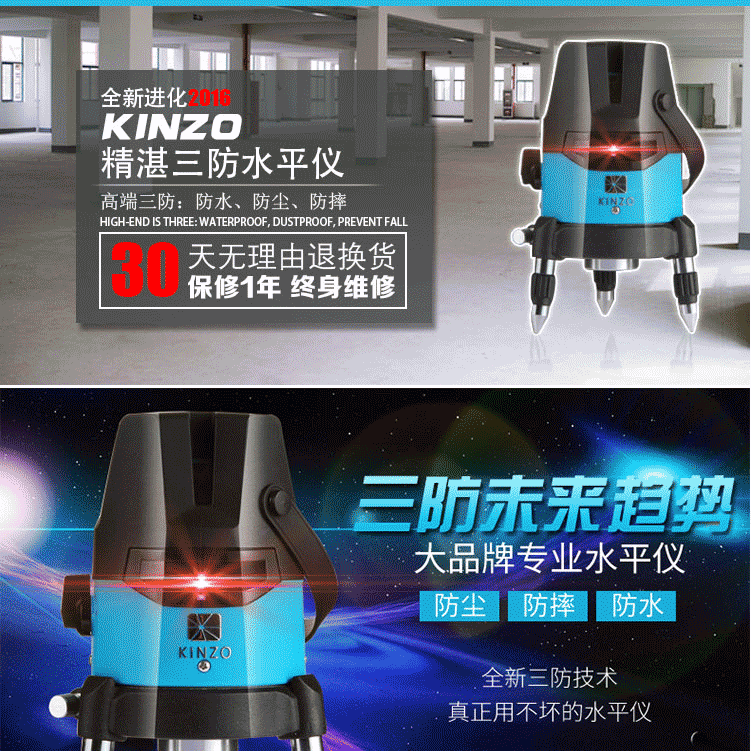 全新进化2016
KINZO
精湛三防水平仪
高端三防：防水、防尘、防摔
HIGH-END IS THREE: WATERPROOF, DUSTPROOF, PREVENT FALL
30 天无理由退换货
保修1年 终身维修
KINZO
三防未来趋势
大品牌专业水平仪
防尘 防摔 防水
KINZO
全新三防技术
真正用不坏的水平仪